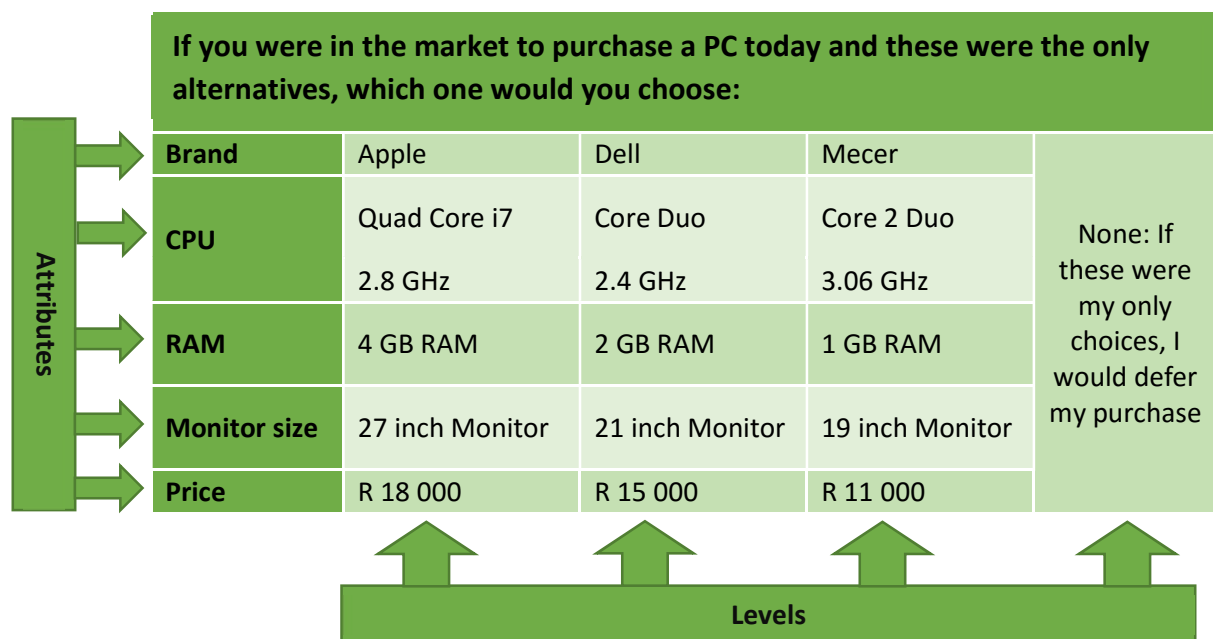 If you were in the market to purchase a PC today and these were the only
alternatives, which one would you choose:
Attributes
Brand Apple Dell Mecer
CPU
Quad Core i7 Core Duo Core 2 Duo
2.8 GHz 2.4 GHz 3.06 GHz
RAM 4 GB RAM 2 GB RAM 1 GB RAM
Monitor size 27 inch Monitor 21 inch Monitor 19 inch Monitor
Price R 18 000 R 15 000 R 11 000
None: If
these were
my only
choices, I
would defer
my purchase
Levels